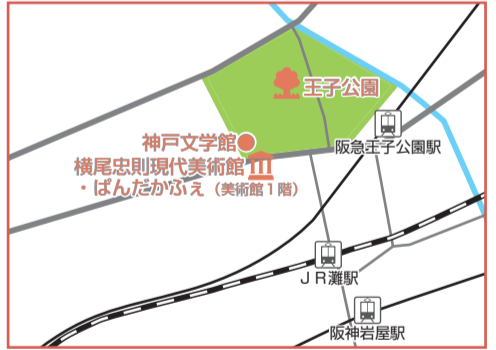 王子公園
神戸文学館
阪急王子公園駅
横尾忠則現代美術館
・ぱんだかふぇ（美術館１階）
ＪＲ灘駅
阪神岩屋駅